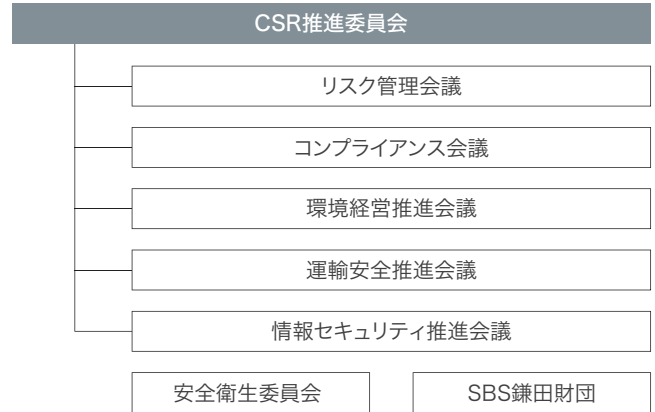 CSR推進委員会
リスク管理会議
コンプライアンス会議
環境経営推進会議
運輸安全推進会議
情報セキュリティ推進会議
安全衛生委員会
SBS鎌田財団